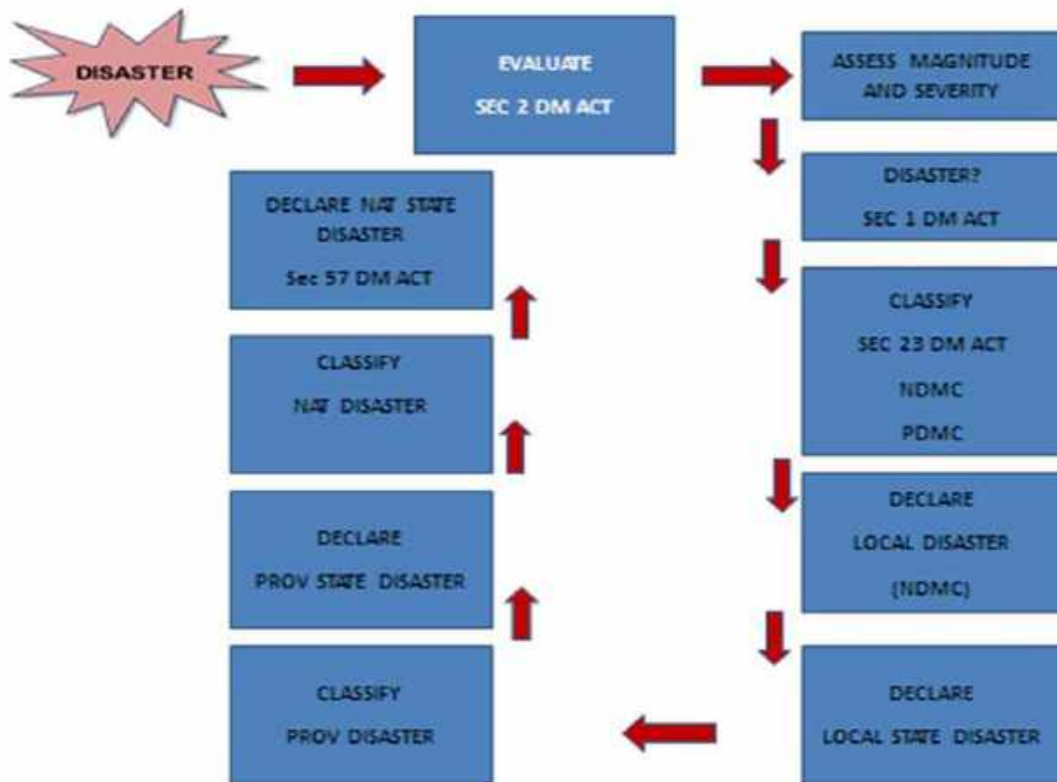 DISASTER
EVALUATE
SEC 2 DM ACT
ASSESS MAGNITUDE
AND SEVERITY
DISASTER?
SEC 1 DM ACT
CLASSIFY
SEC 23 DM ACT
NDMC
PDMC
DECLARE
LOCAL DISASTER
(NDMC)
DECLARE
LOCAL STATE DISASTER
CLASSIFY
PROV DISASTER
DECLARE
PROV STATE DISASTER
CLASSIFY
NAT DISASTER
DECLARE NAT STATE
DISASTER
Sec 57 DM ACT